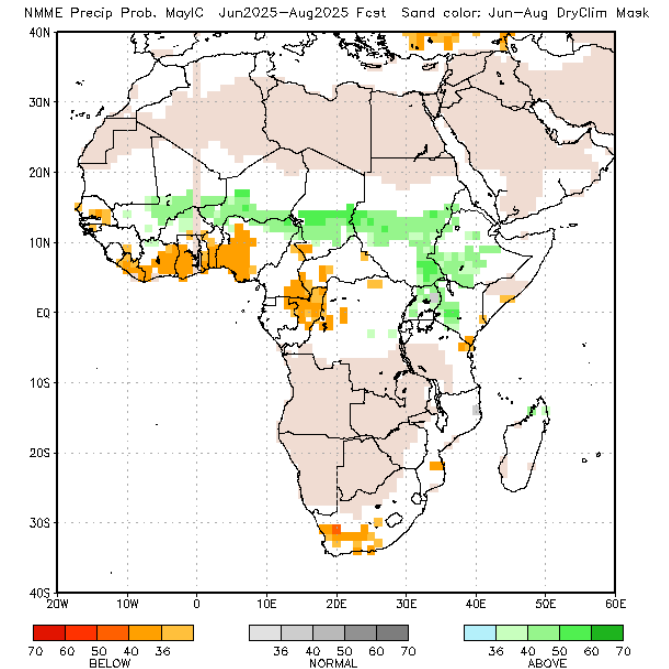 NMME Precip Prob. MayIC Jun2025-Aug2025 Fcst Sand color: Jun-Aug DryClim Mask
40N
30N
20N
10N
EQ
10S
20S
30S
40S
20W 10W 0 10E 20E 30E 40E 50E 60E
70 60 50 40 36 36 40 50 60 70 36 40 50 60 70
BELOW NORMAL ABOVE